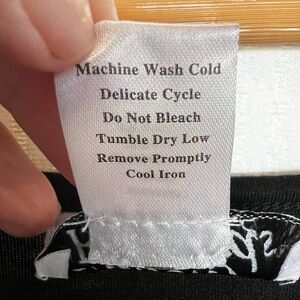 Machine Wash Cold
Delicate Cycle
Do Not Bleach
Tumble Dry Low
Remove Promptly
Cool Iron